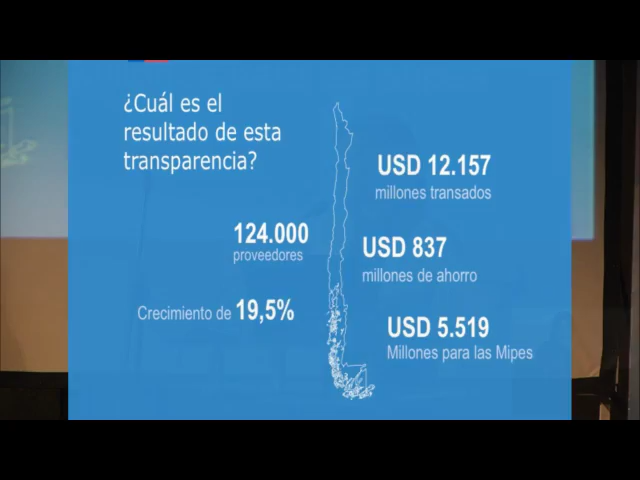 ¿Cuál es el
resultado de esta
transparencia?
USD 12.157
millones transados
124.000
proveedores
USD 837
millones de ahorro
Crecimiento de 19,5%
USD 5.519
Millones para las Mipes